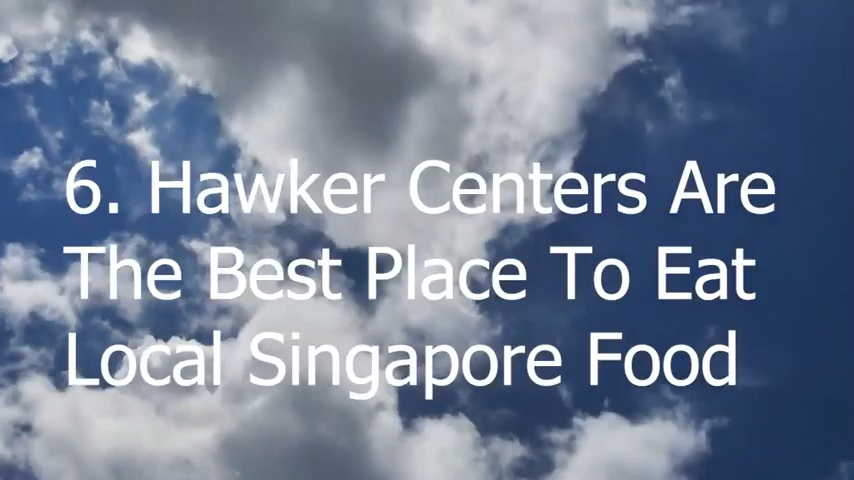 6. Hawker Centers Are
The Best Place To Eat
Local Singapore Food